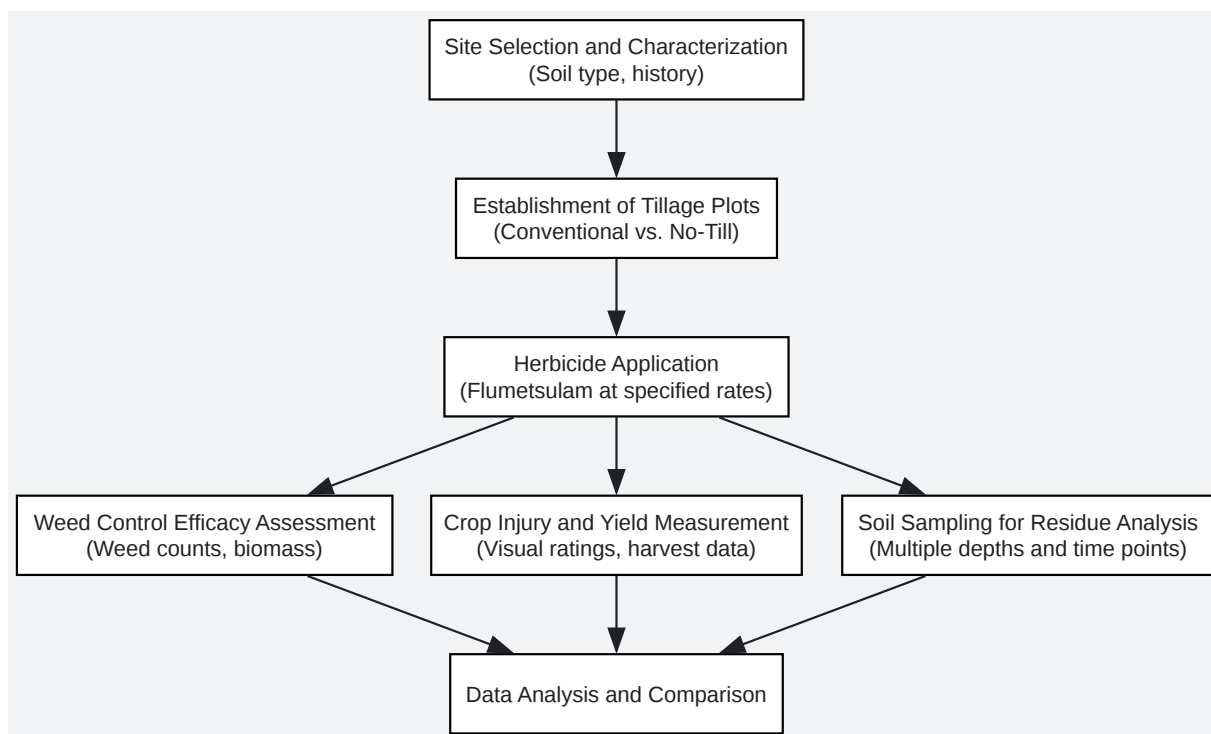 Site Selection and Characterization
(Soil type, history)
Establishment of Tillage Plots
(Conventional vs. No-Till)
Herbicide Application
(Flumetsulam at specified rates)
Weed Control Efficacy Assessment
(Weed counts, biomass)
Crop Injury and Yield Measurement
(Visual ratings, harvest data)
Soil Sampling for Residue Analysis
(Multiple depths and time points)
Data Analysis and Comparison